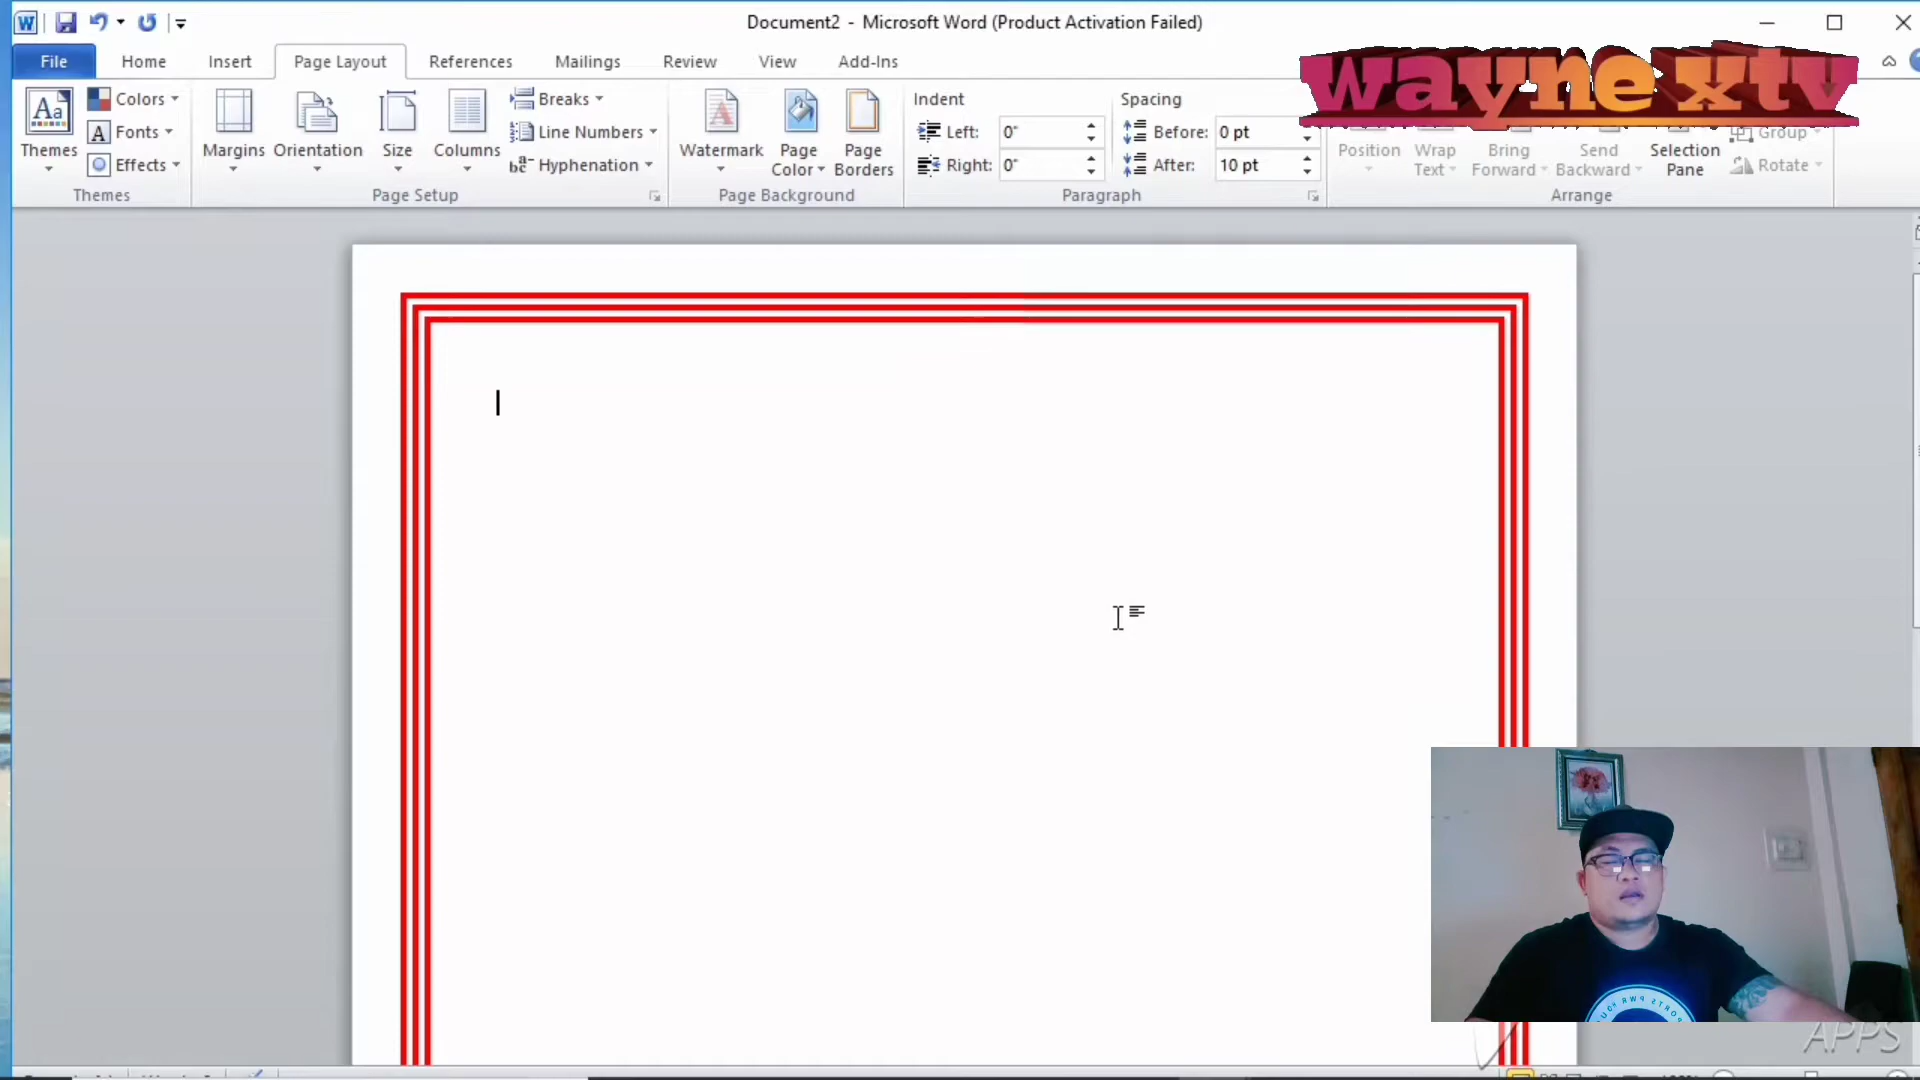 Document2 - Microsoft Word (Product Activation Failed)
File Home Insert Page Layout References Mailings Review View Add-Ins
wayne xtv
Colors
Fonts
Effects
Themes
Themes
Margins
Orientation
Size
Columns
Breaks
Line Numbers
Hyphenation
Page Setup
Watermark
Page Color
Page Borders
Page Background
Indent
Left: 0"
Right: 0"
Spacing
Before: 0 pt
After: 10 pt
Paragraph
Position
Wrap Text
Bring Forward
Send Backward
Selection Pane
Group
Rotate
Arrange
APPS